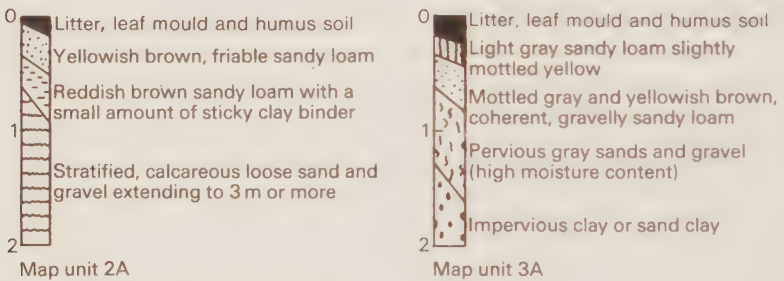 0
Litter, leaf mould and humus soil
Yellowish brown, friable sandy loam
Reddish brown sandy loam with a
small amount of sticky clay binder
1
Stratified, calcareous loose sand and
gravel extending to 3 m or more
2
Map unit 2A
0
Litter, leaf mould and humus soil
Light gray sandy loam slightly
mottled yellow
Mottled gray and yellowish brown,
coherent, gravelly sandy loam
1
Pervious gray sands and gravel
(high moisture content)
Impervious clay or sand clay
2
Map unit 3A